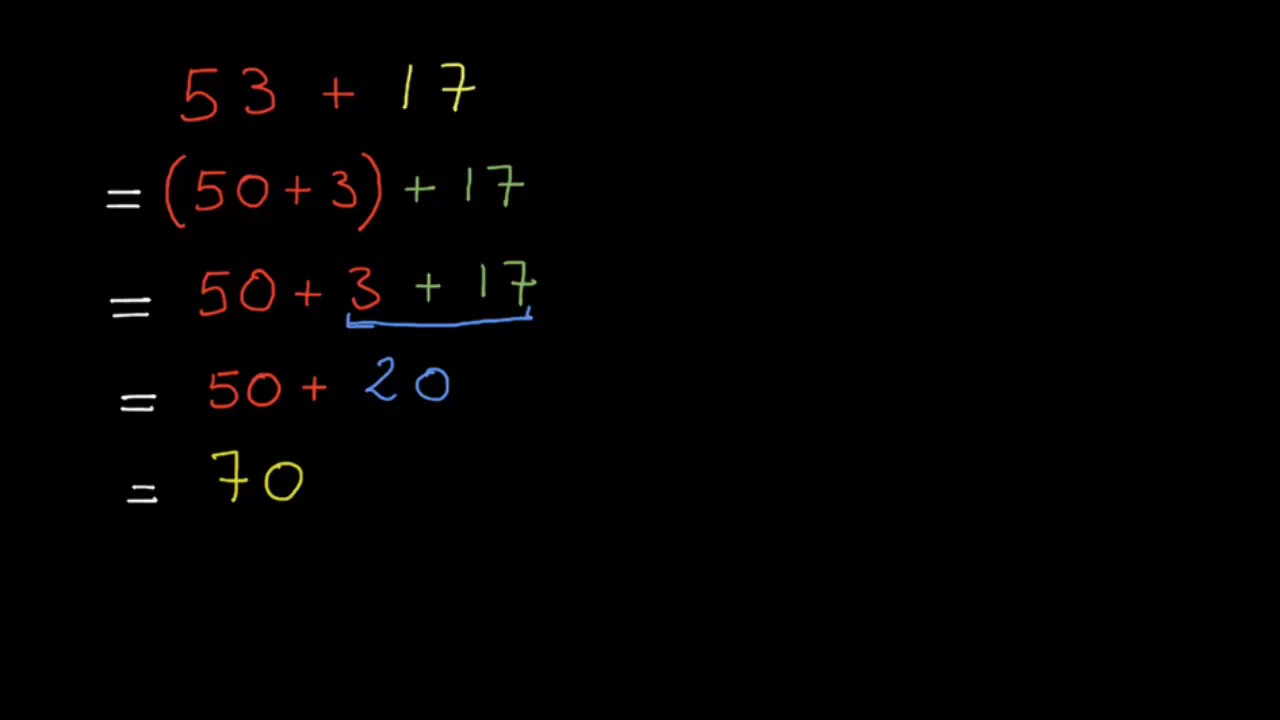 53 + 17
= (50+3) + 17
= 50+3 + 17
= 50+ 20
= 70